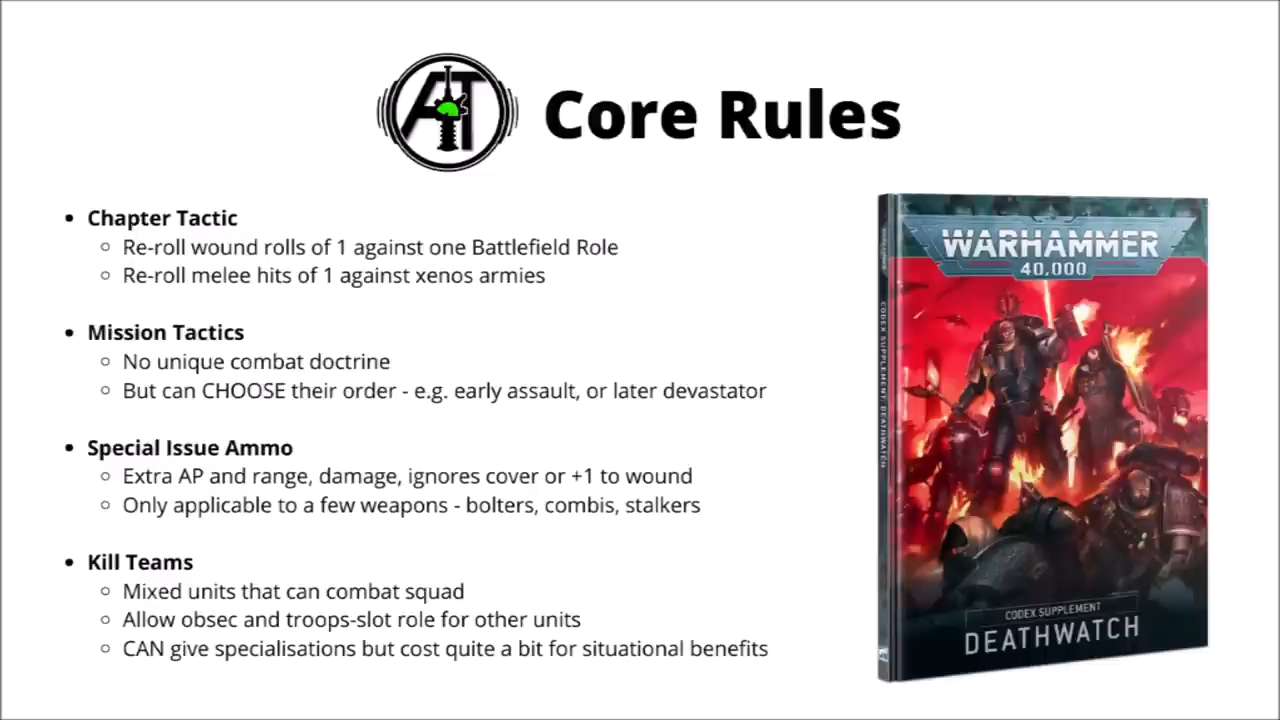 AT
Core Rules
Chapter Tactic
Re-roll wound rolls of 1 against one Battlefield Role
Re-roll melee hits of 1 against xenos armies
Mission Tactics
No unique combat doctrine
But can CHOOSE their order - e.g. early assault, or later devastator
Special Issue Ammo
Extra AP and range, damage, ignores cover or +1 to wound
Only applicable to a few weapons - bolters, combis, stalkers
Kill Teams
Mixed units that can combat squad
Allow obsec and troops-slot role for other units
CAN give specialisations but cost quite a bit for situational benefits
WARHAMMER
40,000
CODEX SUPPLEMENT: DEATHWATCH
CODEX SUPPLEMENT
DEATHWATCH